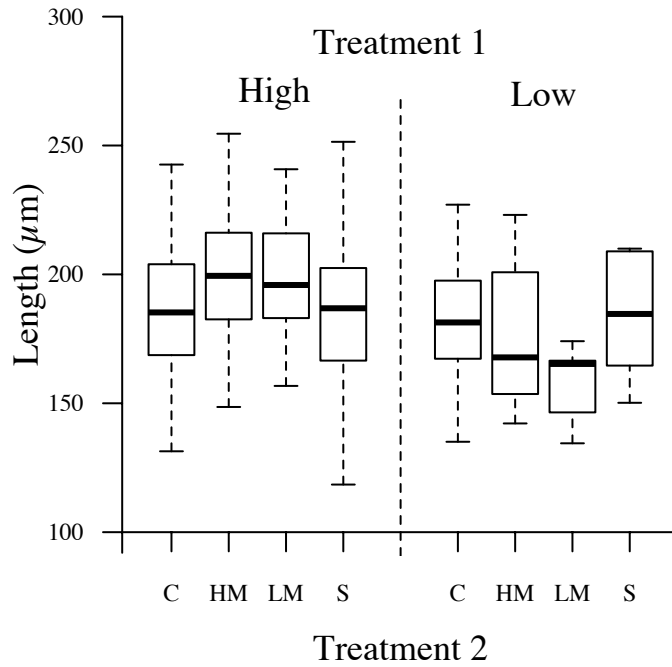 Treatment 1
High Low
300
250
200
150
100
Length (μm)
C HM LM S C HM LM S
Treatment 2